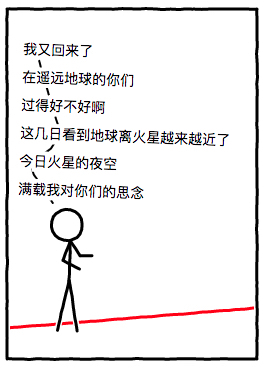 我又回来了
在遥远地球的你们
过得好不好啊
这几日看到地球离火星越来越近了
今日火星的夜空
满载我对你们的思念